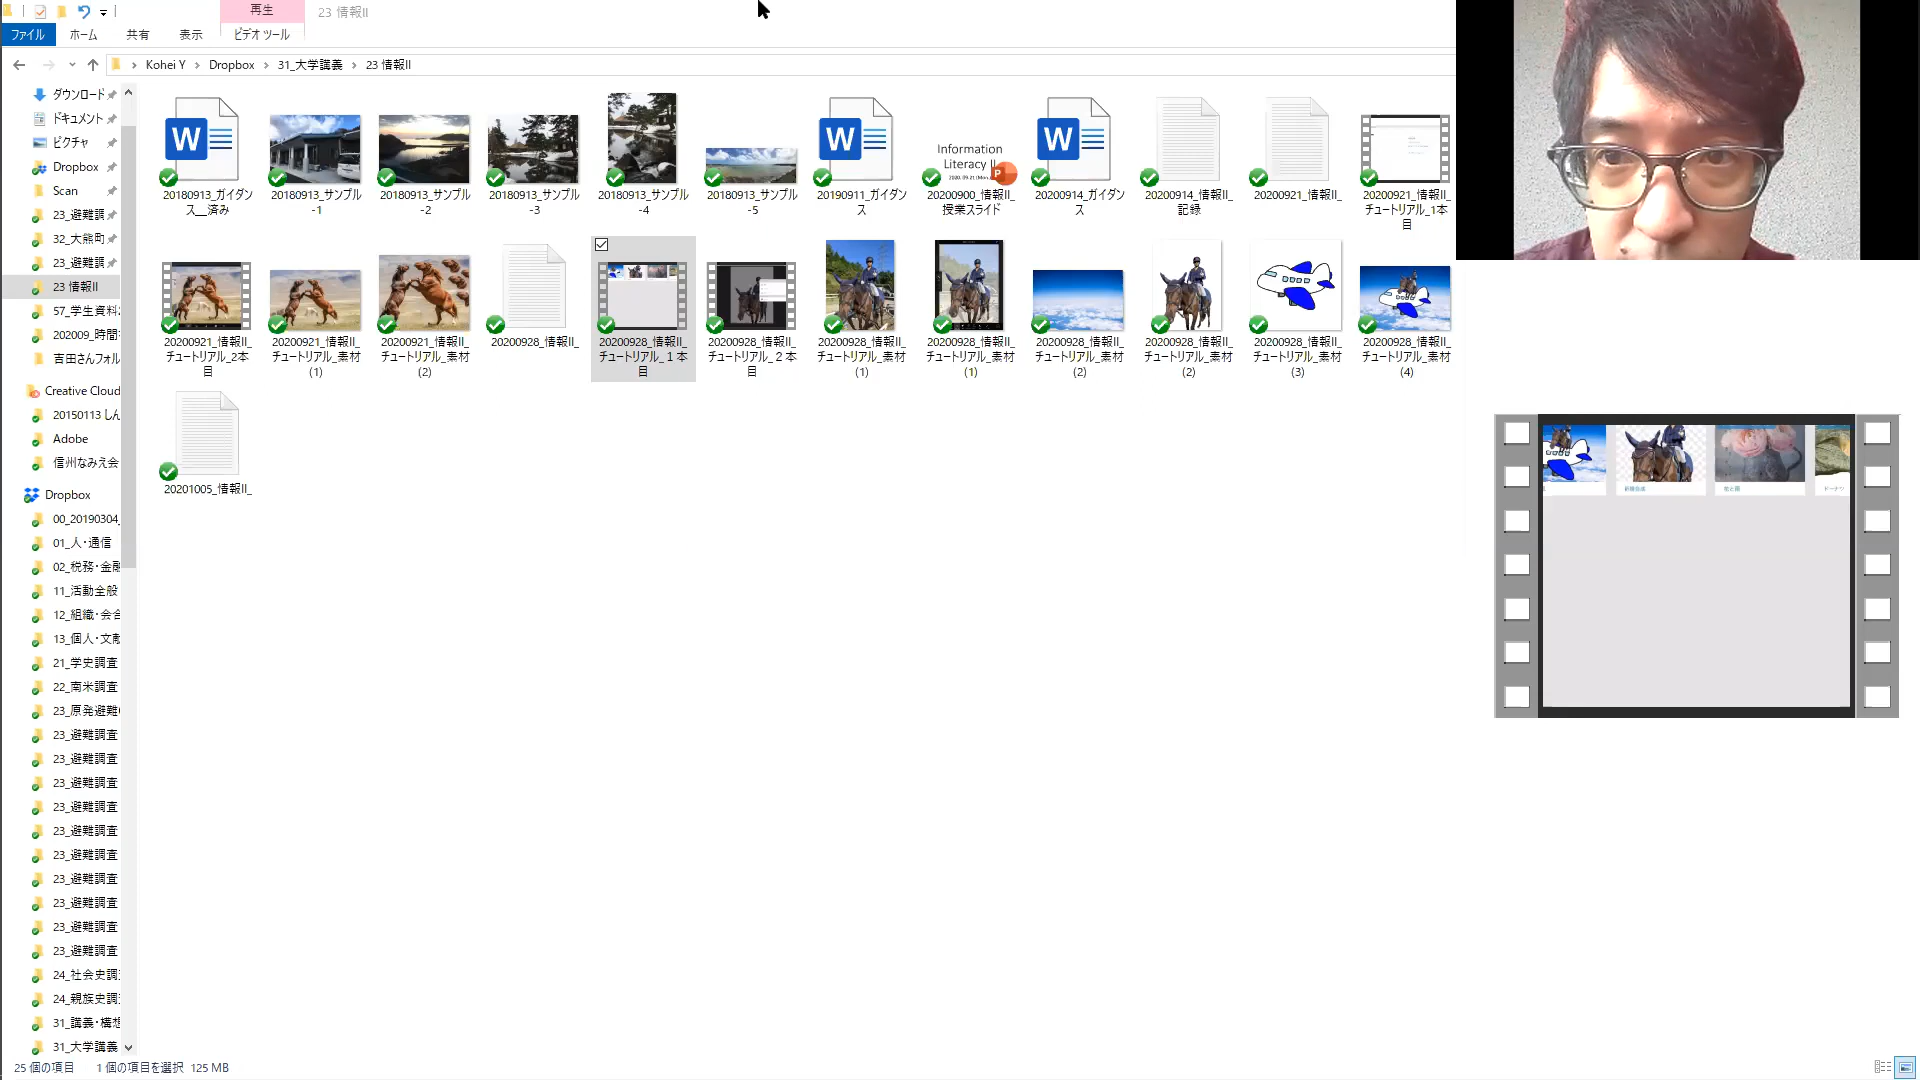 再生
23 情報II
ファイル
ホーム
共有
表示
ビデオ ツール
Kohei Y
Dropbox
31_大学講義
23 情報II
ダウンロード
ドキュメント
ピクチャ
Dropbox
Scan
23_避難調
32_大熊町
23_避難調
23 情報II
57_学生資料
202009_時間
吉田さんフォル
Creative Cloud
20150113 しん
Adobe
信州なみえ会
Dropbox
00_20190304_
01_人・通信
02_税務・金融
11_活動全般
12_組織・会合
13_個人・文献
21_学史調査
22_南米調査
23_原発避難
23_避難調査
23_避難調査
23_避難調査
23_避難調査
23_避難調査
23_避難調査
23_避難調査
23_避難調査
23_避難調査
23_避難調査
24_社会史調
24_親族史調
31_講義・構想
31_大学講義
20180913_ガイダン
ス__済み
20180913_サンプル
-1
20180913_サンプル
-2
20180913_サンプル
-3
20180913_サンプル
-4
20180913_サンプル
-5
20190911_ガイダン
ス
Information
Literacy II
20200900_情報II_
授業スライド
20200914_ガイダン
ス
20200914_情報II_
記録
20200921_情報II_
20200921_情報II_
チュートリアル_1本
目
20200921_情報II_
チュートリアル_2本
目
20200921_情報II_
チュートリアル_素材
(1)
20200921_情報II_
チュートリアル_素材
(2)
20200928_情報II_
20200928_情報II_
チュートリアル_１本
目
20200928_情報II_
チュートリアル_２本
目
20200928_情報II_
チュートリアル_素材
(1)
20200928_情報II_
チュートリアル_素材
(1)
20200928_情報II_
チュートリアル_素材
(2)
20200928_情報II_
チュートリアル_素材
(2)
20200928_情報II_
チュートリアル_素材
(3)
20200928_情報II_
チュートリアル_素材
(4)
20201005_情報II_
25 個の項目
1 個の項目を選択 125 MB